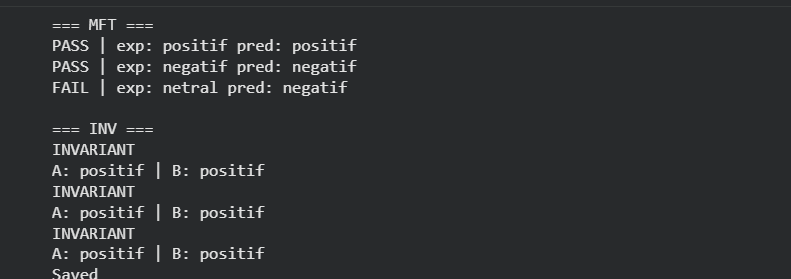 === MFT ===
PASS | exp: positif pred: positif
PASS | exp: negatif pred: negatif
FAIL | exp: netral pred: negatif
=== INV ===
INVARIANT
A: positif | B: positif
INVARIANT
A: positif | B: positif
INVARIANT
A: positif | B: positif
Saved